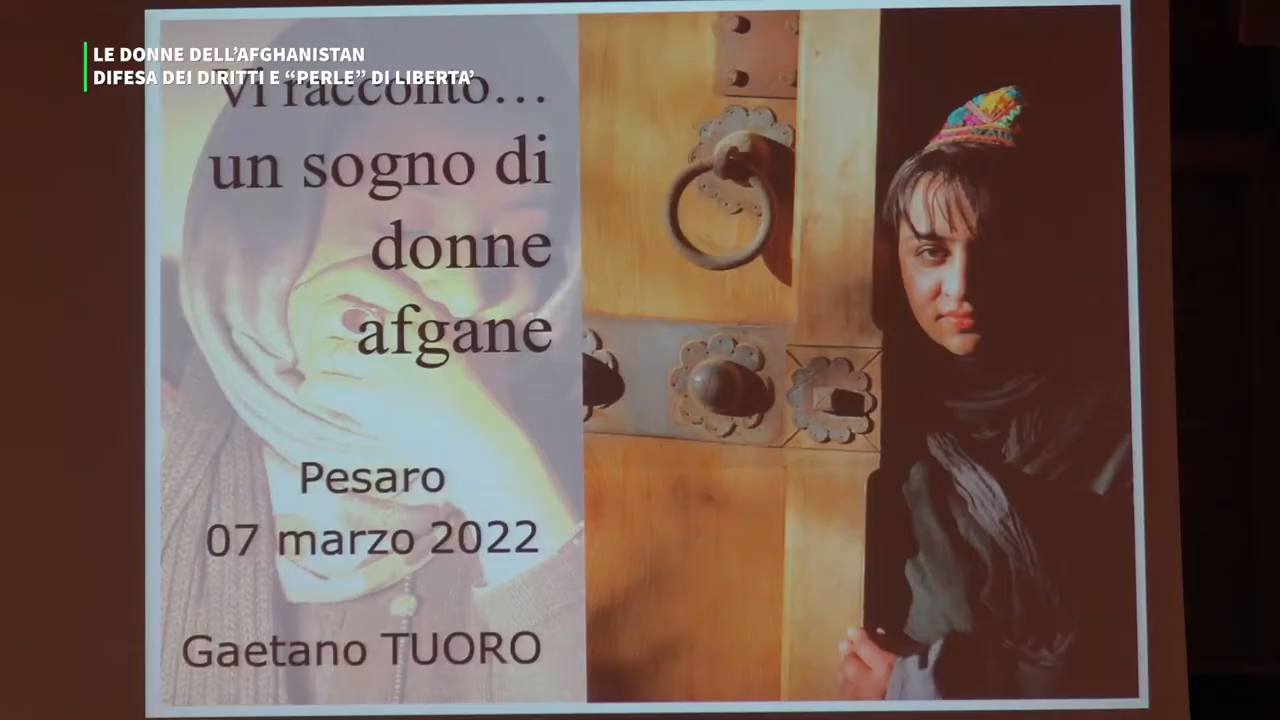 LE DONNE DELL'AFGHANISTAN
DIFESA DEI DIRITTI E “PERLE” DI LIBERTA’
Vi racconto...
un sogno di
donne
afgane
Pesaro
07 marzo 2022
Gaetano TUORO